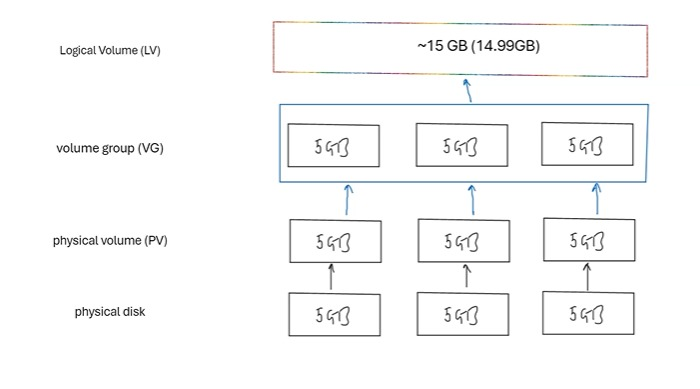 Logical Volume (LV)
~15 GB (14.99GB)
volume group (VG)
5GB 5GB 5GB
physical volume (PV)
5GB 5GB 5GB
physical disk
5GB 5GB 5GB